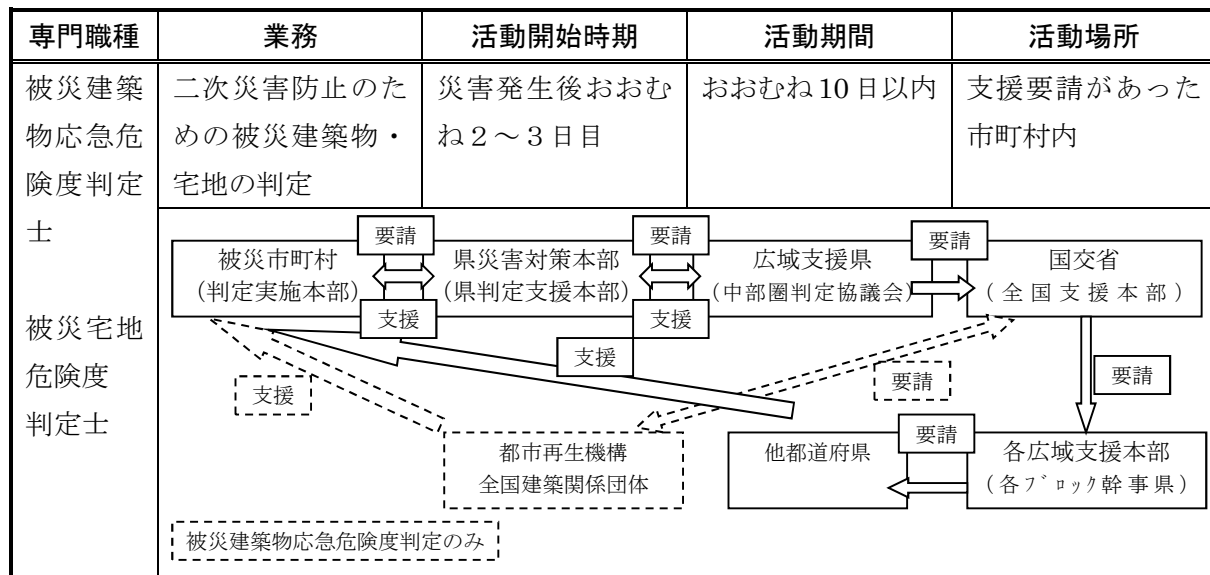 専門職種 業務 活動開始時期 活動期間 活動場所
被災建築
物応急危
険度判定
士
被災宅地
危険度
判定士
二次災害防止のた
めの被災建築物・
宅地の判定
災害発生後おおむ
ね2～3日目
おおむね10日以内
支援要請があった
市町村内
要請
要請
要請
被災市町村
(判定実施本部)
県災害対策本部
(県判定支援本部)
広域支援県
(中部圏判定協議会)
国交省
(全国支援本部)
支援
支援
支援
支援
要請
要請
都市再生機構
全国建築関係団体
他都道府県
要請
各広域支援本部
(各ﾌﾞﾛｯｸ幹事県)
被災建築物応急危険度判定のみ